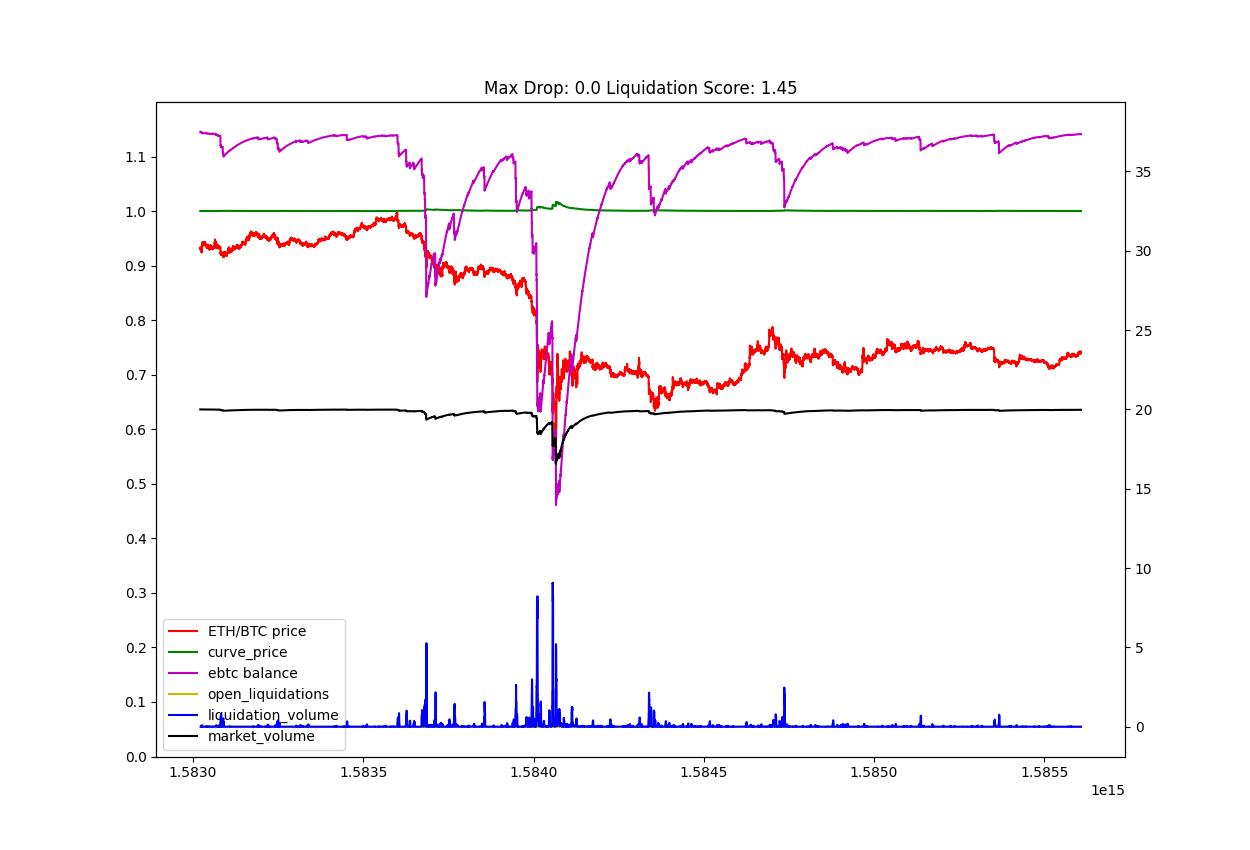 Max Drop: 0.0 Liquidation Score: 1.45
1.1
1.0
0.9
0.8
0.7
0.6
0.5
0.4
0.3
0.2
0.1
0.0
35
30
25
20
15
10
5
0
ETH/BTC price
curve_price
ebtc balance
open_liquidations
liquidation_volume
market_volume
1.5830 1.5835 1.5840 1.5845 1.5850 1.5855
1e15